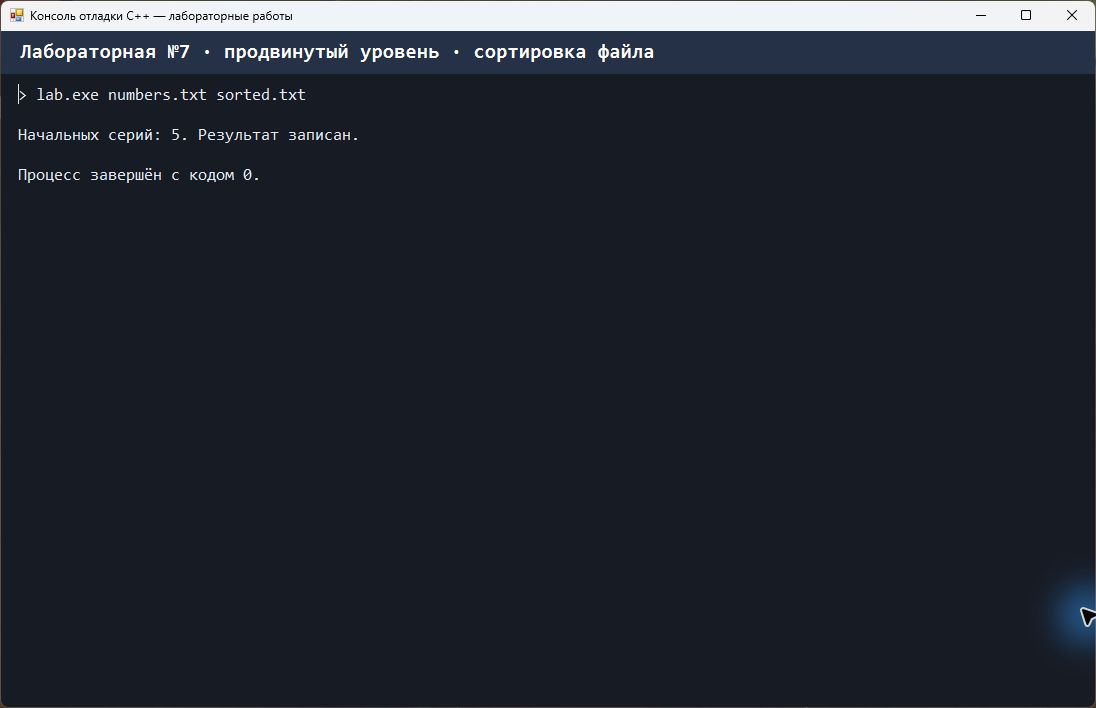 Консоль отладки C++ — лабораторные работы
Лабораторная №7 · продвинутый уровень · сортировка файла
> lab.exe numbers.txt sorted.txt
Начальных серий: 5. Результат записан.
Процесс завершён с кодом 0.